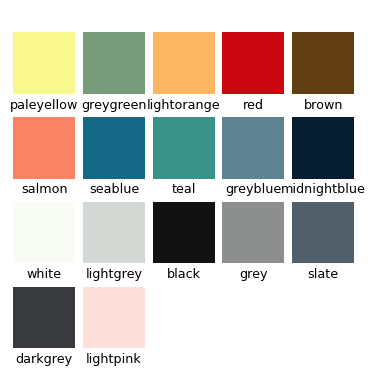 paleyellow greygreen lightorange red brown
salmon seablue teal greyblue midnightblue
white lightgrey black grey slate
darkgrey lightpink